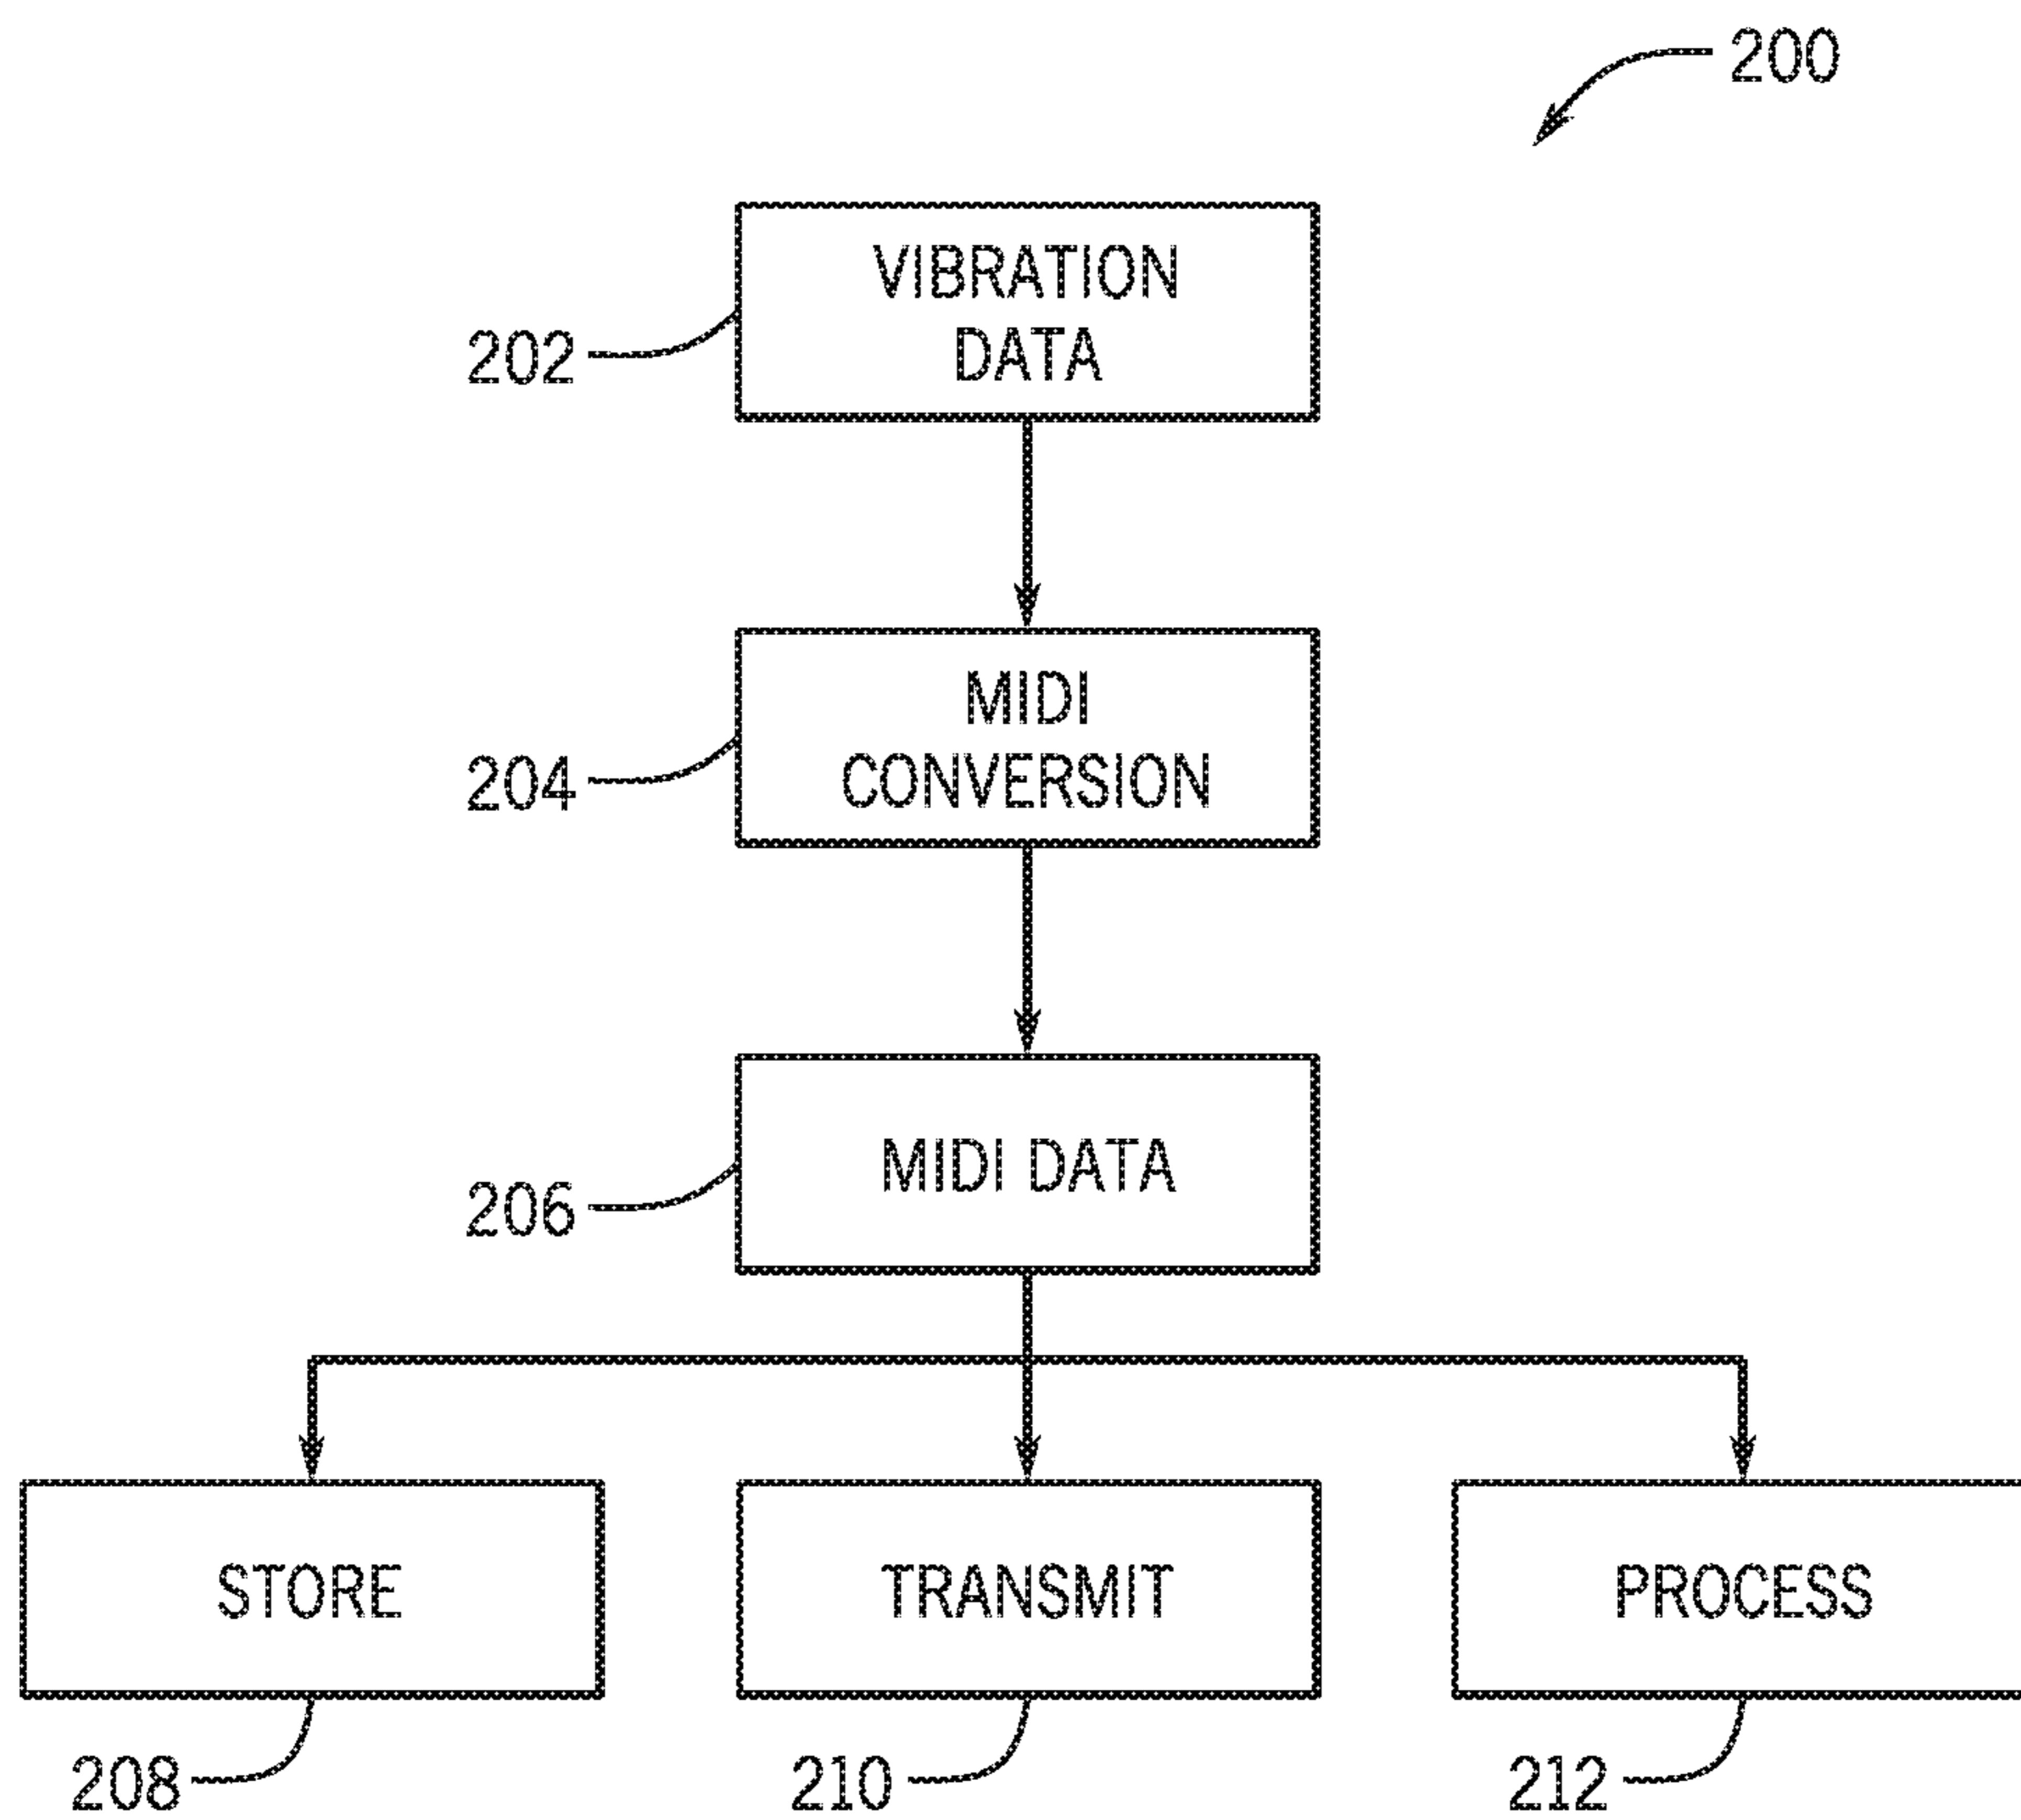 200
VIBRATION
DATA
202
MIDI
CONVERSION
204
MIDI DATA
206
STORE
TRANSMIT
PROCESS
208
210
212